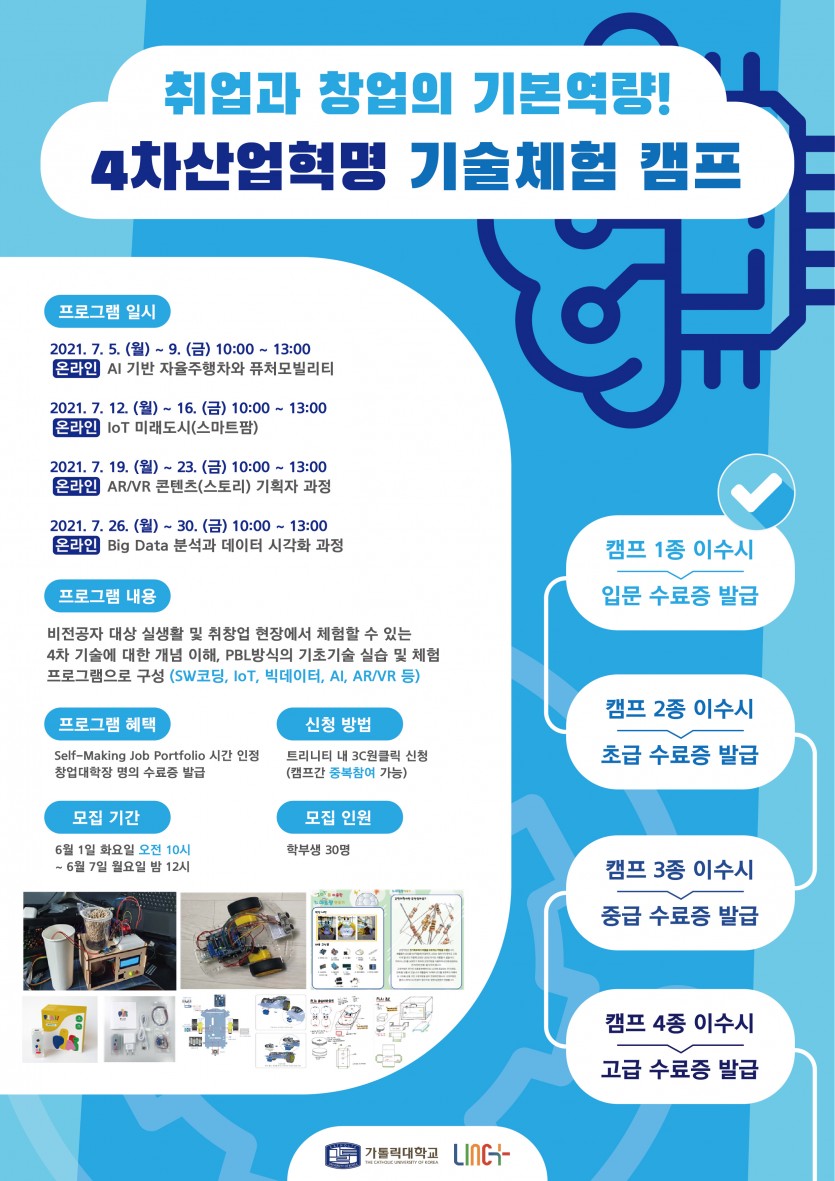 취업과 창업의 기본역량!
4차산업혁명 기술체험 캠프
프로그램 일시
2021. 7. 5. (월) ~ 9. (금) 10:00 ~ 13:00
온라인 AI 기반 자율주행차와 퓨처모빌리티
2021. 7. 12. (월) ~ 16. (금) 10:00 ~ 13:00
온라인 IoT 미래도시(스마트팜)
2021. 7. 19. (월) ~ 23. (금) 10:00 ~ 13:00
온라인 AR/VR 콘텐츠(스토리) 기획자 과정
2021. 7. 26. (월) ~ 30. (금) 10:00 ~ 13:00
온라인 Big Data 분석과 데이터 시각화 과정
프로그램 내용
비전공자 대상 실생활 및 취창업 현장에서 체험할 수 있는
4차 기술에 대한 개념 이해, PBL방식의 기초기술 실습 및 체험
프로그램으로 구성 (SW코딩, IoT, 빅데이터, AI, AR/VR 등)
프로그램 혜택
Self-Making Job Portfolio 시간 인정
창업대학장 명의 수료증 발급
신청 방법
트리니티 내 3C원클릭 신청
(캠프간 중복참여 가능)
모집 기간
6월 1일 화요일 오전 10시
~ 6월 7일 월요일 밤 12시
모집 인원
학부생 30명
캠프 1종 이수시
입문 수료증 발급
캠프 2종 이수시
초급 수료증 발급
캠프 3종 이수시
중급 수료증 발급
캠프 4종 이수시
고급 수료증 발급
가톨릭대학교
THE CATHOLIC UNIVERSITY OF KOREA
LINC+